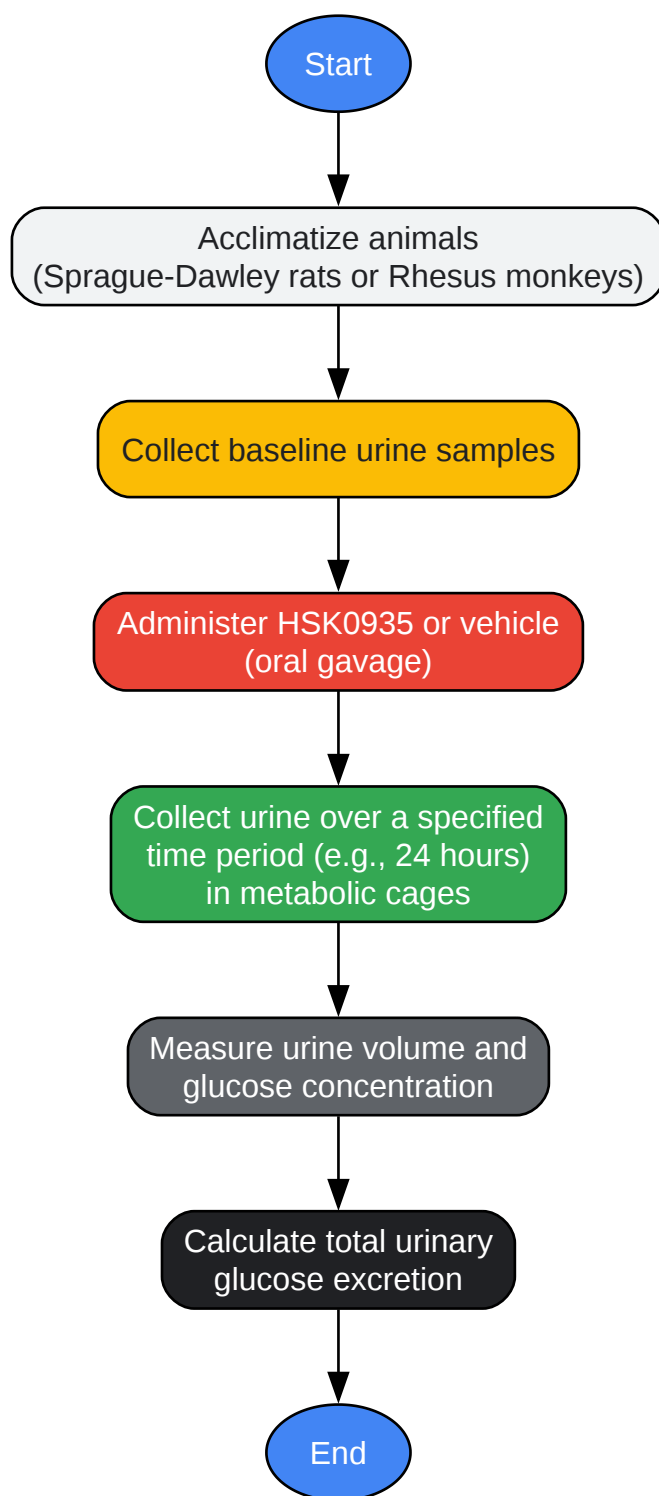 Start
Acclimatize animals
(Sprague-Dawley rats or Rhesus monkeys)
Collect baseline urine samples
Administer HSK0935 or vehicle
(oral gavage)
Collect urine over a specified
time period (e.g., 24 hours)
in metabolic cages
Measure urine volume and
glucose concentration
Calculate total urinary
glucose excretion
End